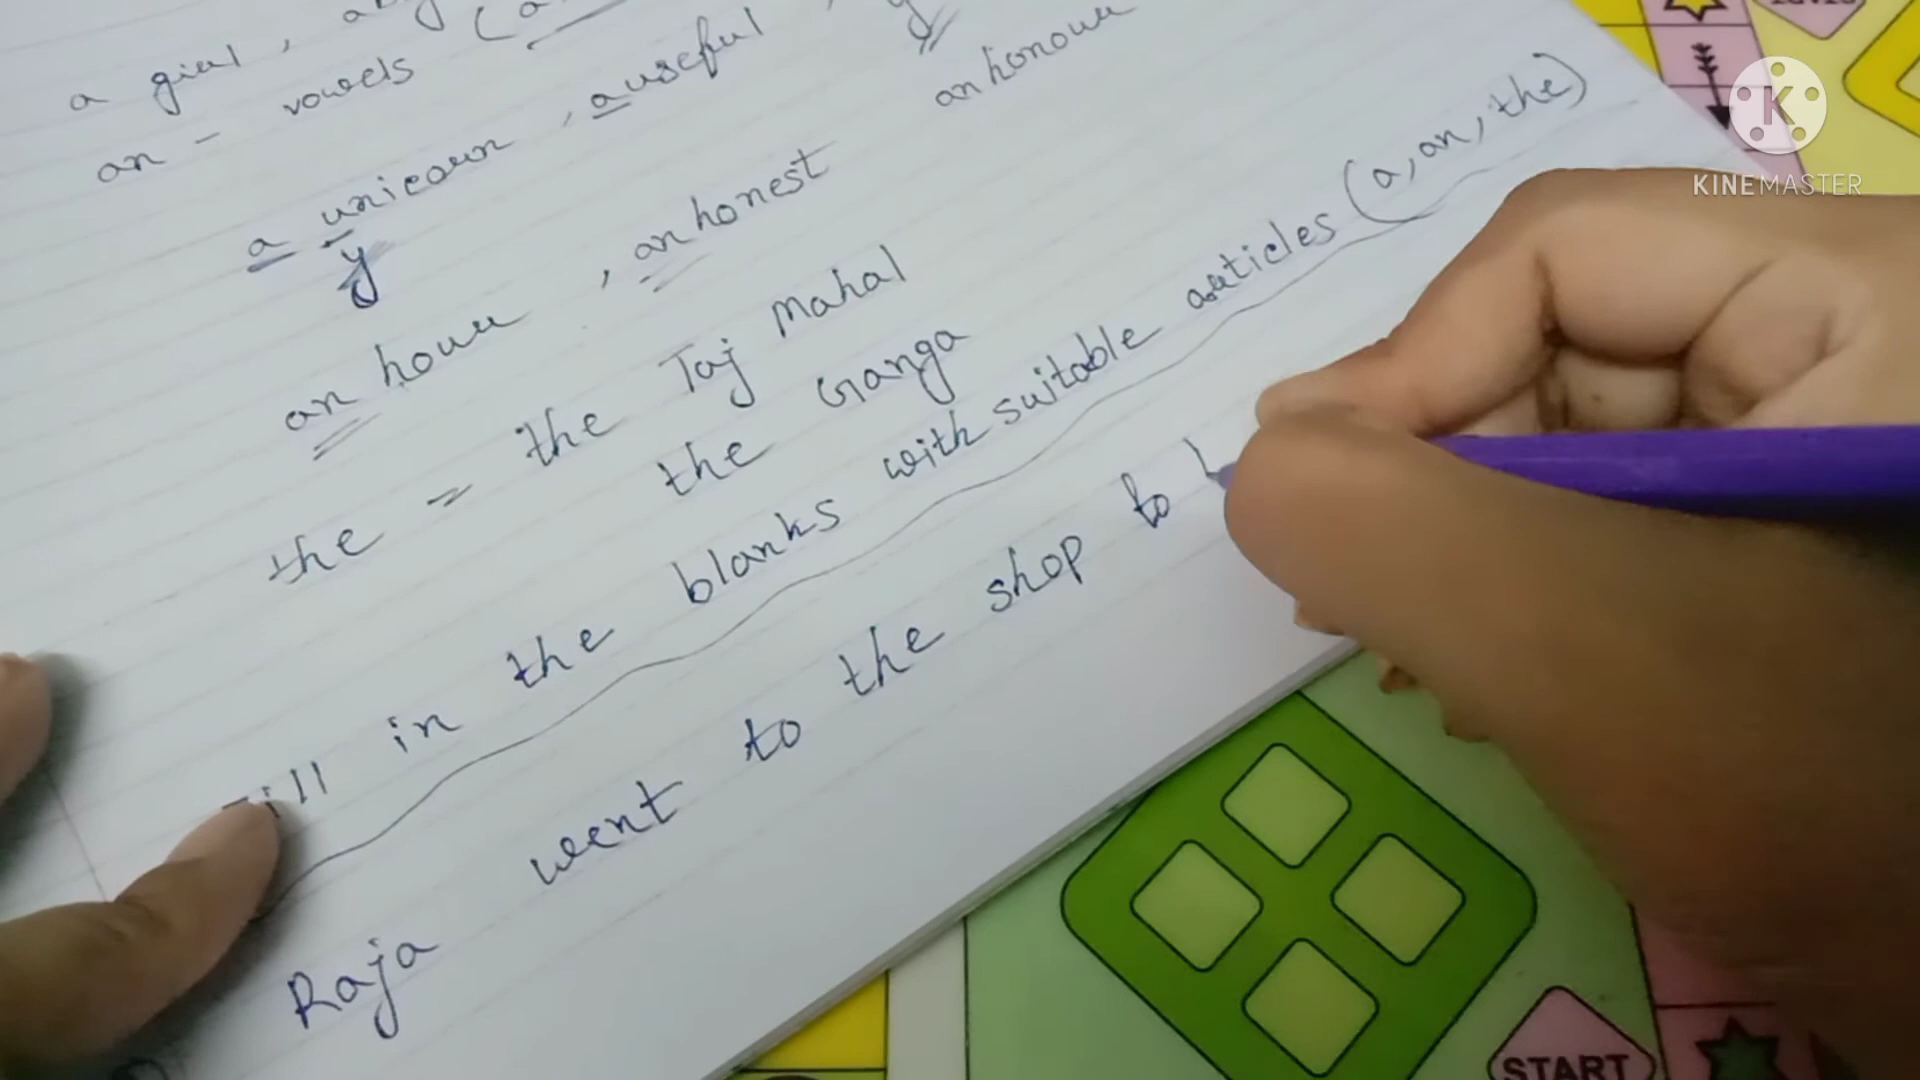 a girl,
an - vowels (a
a unicorn, a useful
y
an hour, an honest
an honour
the = the Taj Mahal
the Ganga
Fill in the blanks with suitable articles (a, an, the)
Raja went to the shop to
KINEMASTER
START